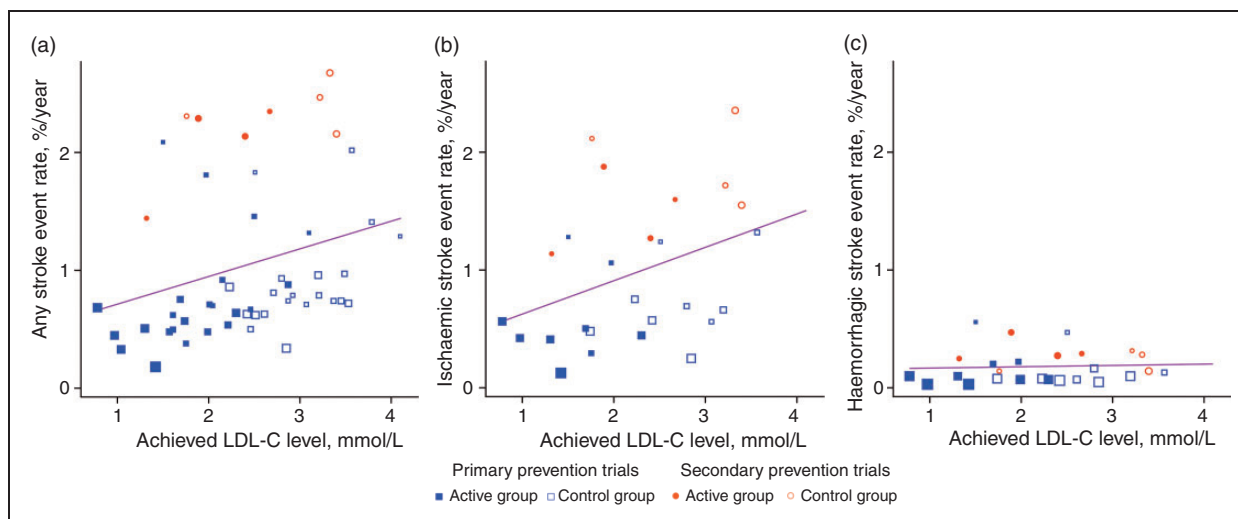 (a)
Any stroke event rate, %/year
2
1
0
1 2 3 4
Achieved LDL-C level, mmol/L
(b)
Ischaemic stroke event rate, %/year
2
1
0
1 2 3 4
Achieved LDL-C level, mmol/L
(c)
Haemorrhagic stroke event rate, %/year
2
1
0
1 2 3 4
Achieved LDL-C level, mmol/L
Primary prevention trials Secondary prevention trials
Active group Control group Active group Control group